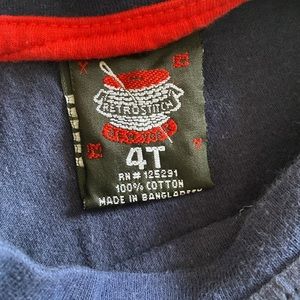 RETROSTITCH
4T
RN# 125291
100% COTTON
MADE IN BANGLADESH